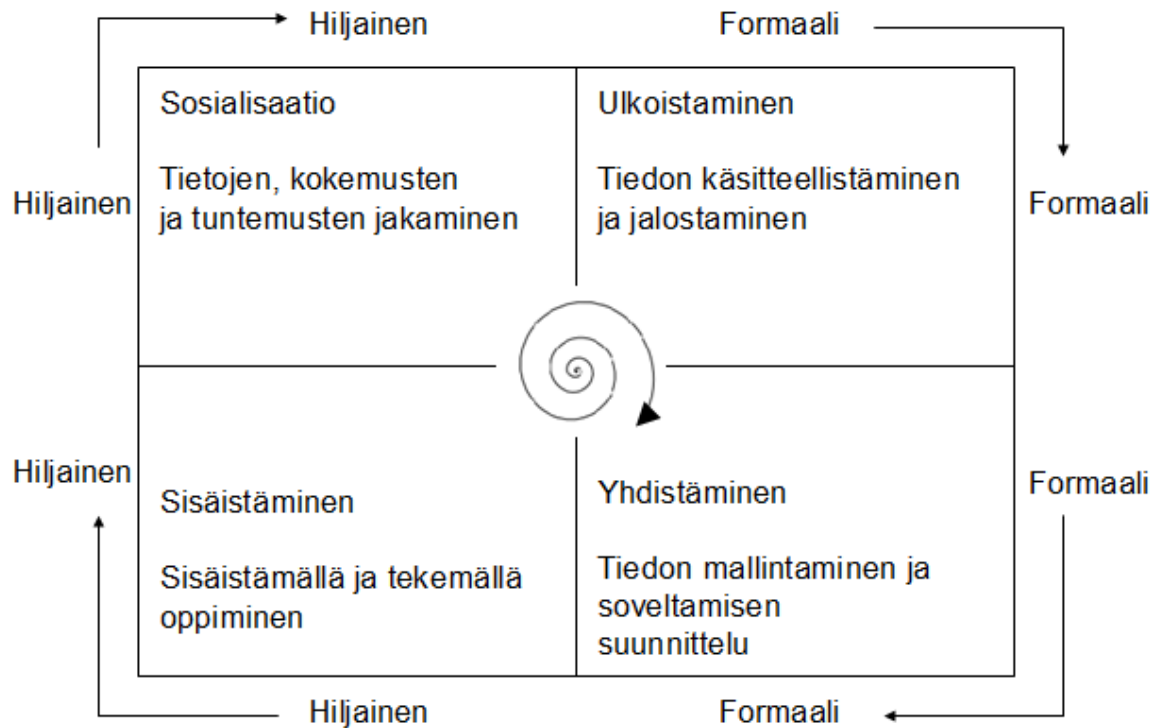 Hiljainen
Formaali
Sosialisaatio
Tietojen, kokemusten
ja tuntemusten jakaminen
Ulkoistaminen
Tiedon käsitteellistäminen
ja jalostaminen
Hiljainen
Formaali
Hiljainen
Formaali
Sisäistäminen
Sisäistämällä ja tekemällä
oppiminen
Yhdistäminen
Tiedon mallintaminen ja
soveltamisen
suunnittelu
Hiljainen
Formaali